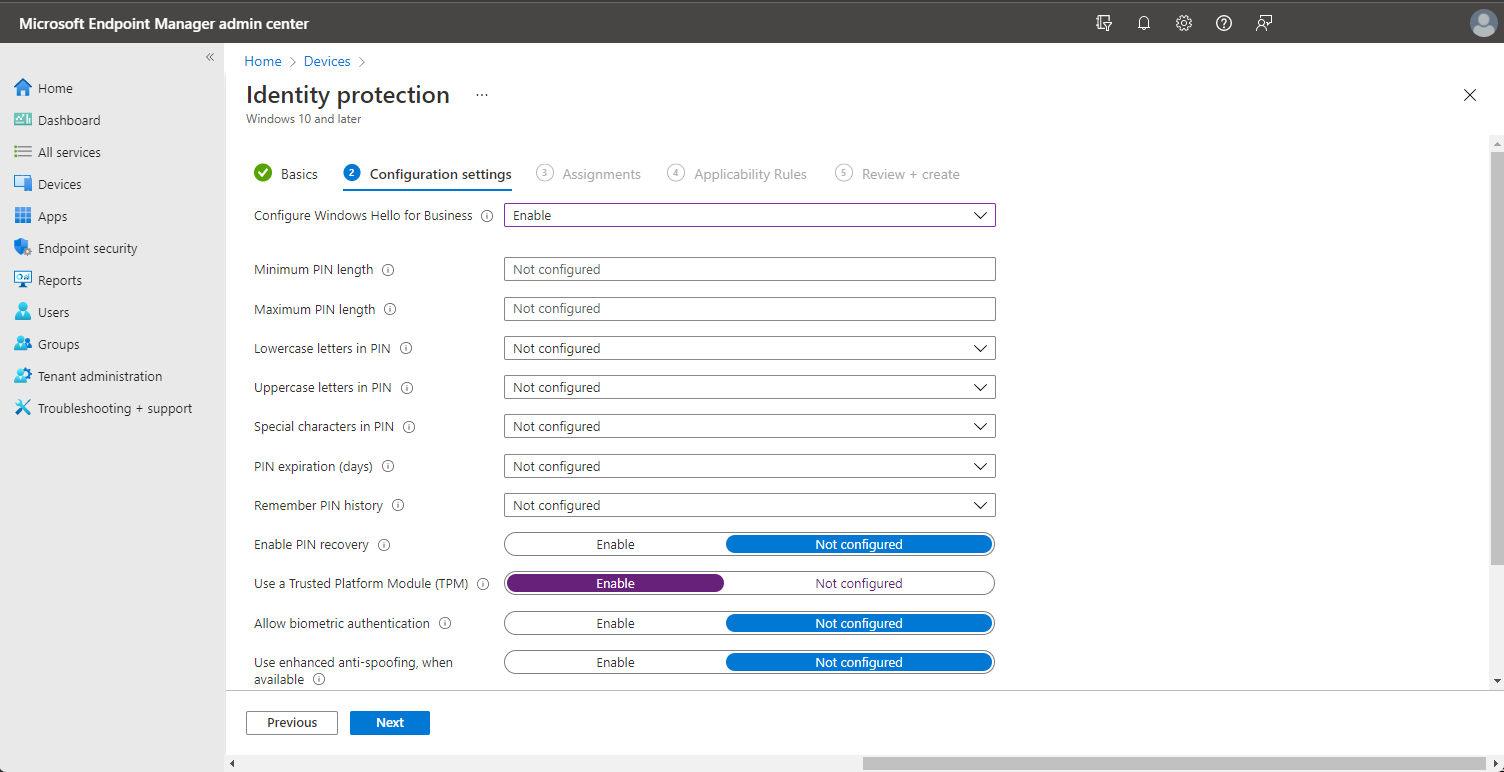 Microsoft Endpoint Manager admin center
Home
Dashboard
All services
Devices
Apps
Endpoint security
Reports
Users
Groups
Tenant administration
Troubleshooting + support
Home > Devices >
Identity protection ...
Windows 10 and later
Basics 2 Configuration settings 3 Assignments 4 Applicability Rules 5 Review + create
Configure Windows Hello for Business Enable
Minimum PIN length Not configured
Maximum PIN length Not configured
Lowercase letters in PIN Not configured
Uppercase letters in PIN Not configured
Special characters in PIN Not configured
PIN expiration (days) Not configured
Remember PIN history Not configured
Enable PIN recovery Enable Not configured
Use a Trusted Platform Module (TPM) Enable Not configured
Allow biometric authentication Enable Not configured
Use enhanced anti-spoofing, when Enable Not configured
available
Previous Next